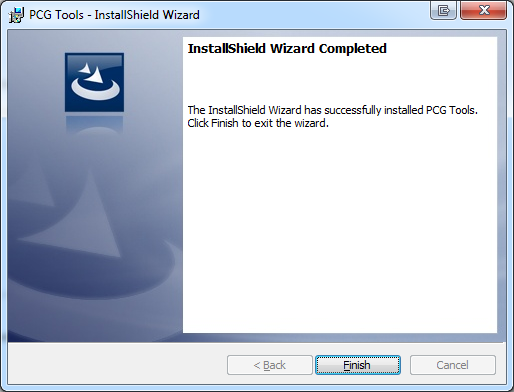 PCG Tools - InstallShield Wizard
InstallShield Wizard Completed
The InstallShield Wizard has successfully installed PCG Tools.
Click Finish to exit the wizard.
< Back
Finish
Cancel